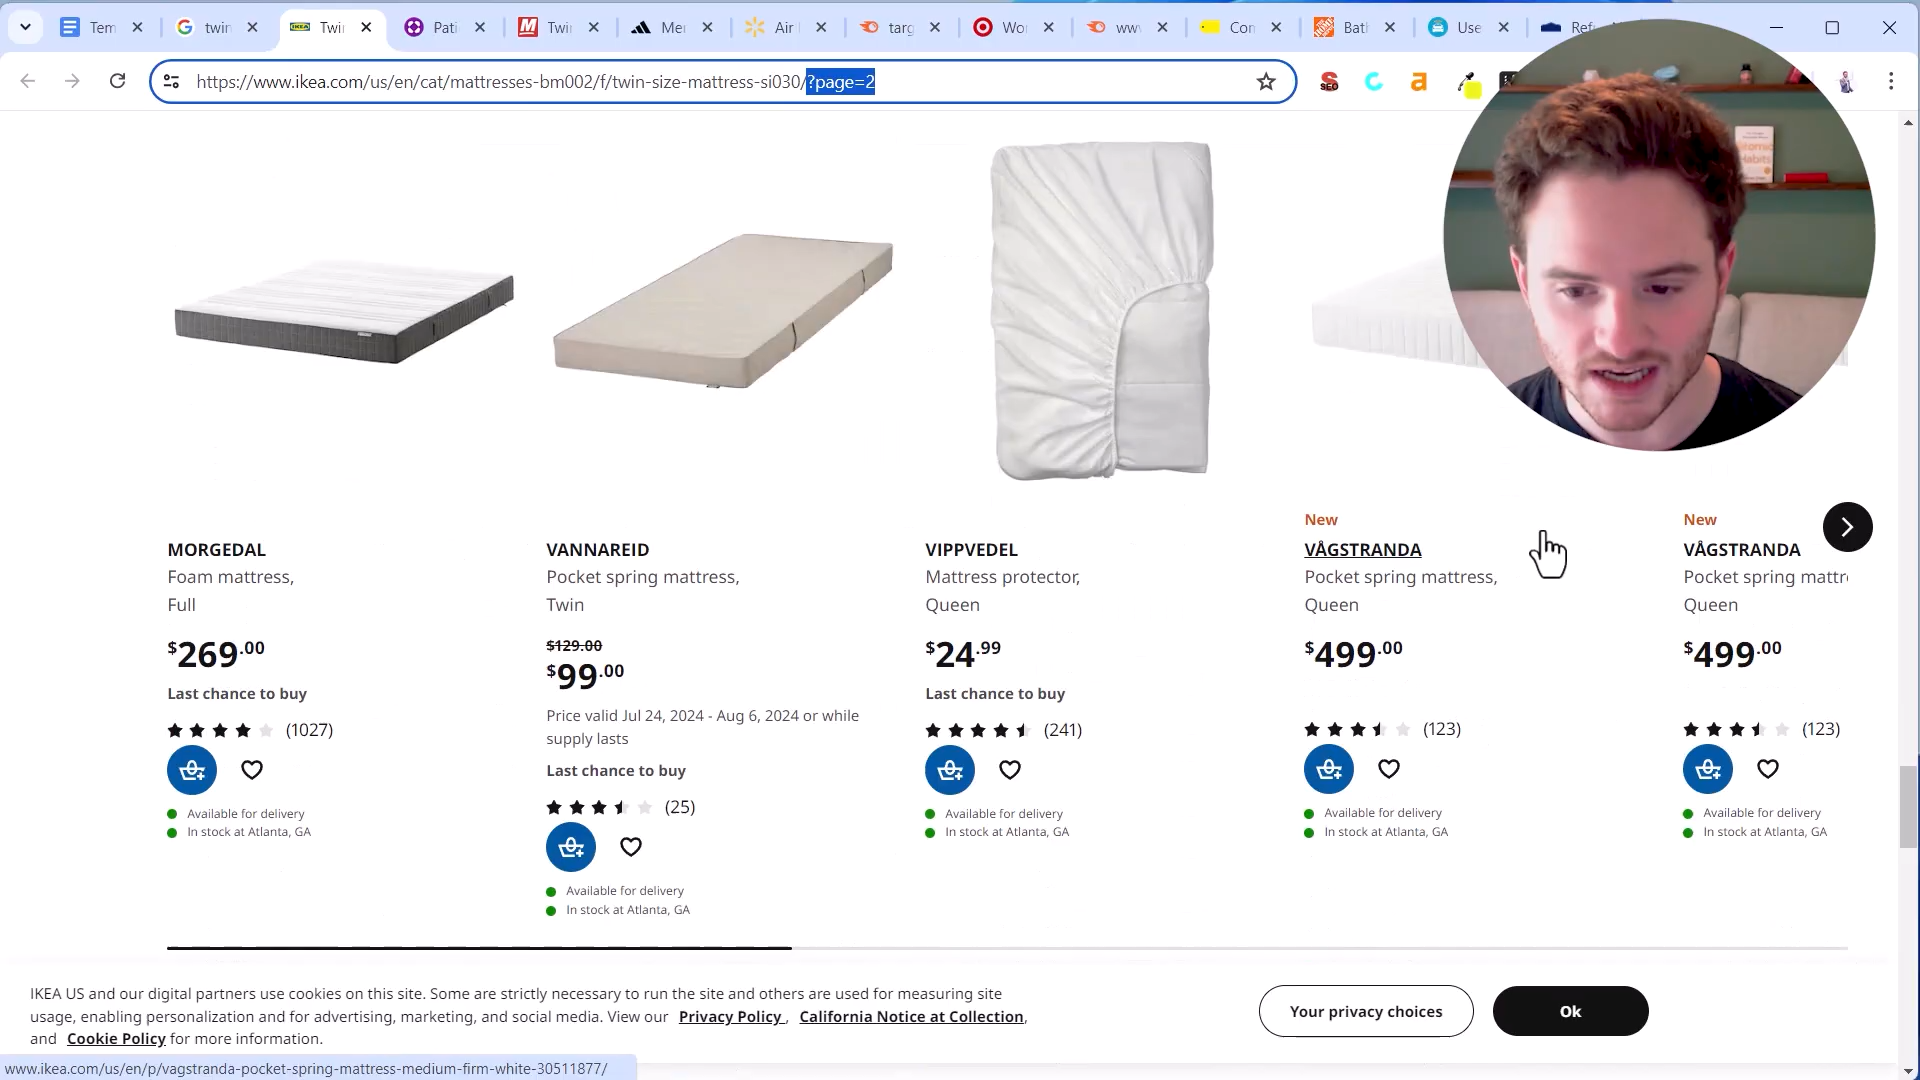 Tem
twin
IKEA
Twi
Pati
M
Twi
Mer
Air
targ
Wo
ww
Con
Bat
Use
Ref
https://www.ikea.com/us/en/cat/mattresses-bm002/f/twin-size-mattress-si030/?page=2
S SEO
a
New
New
MORGEDAL
Foam mattress,
Full
$269.00
Last chance to buy
(1027)
Available for delivery
In stock at Atlanta, GA
VANNAREID
Pocket spring mattress,
Twin
$129.00
$99.00
Price valid Jul 24, 2024 - Aug 6, 2024 or while
supply lasts
Last chance to buy
(25)
Available for delivery
In stock at Atlanta, GA
VIPPVEDEL
Mattress protector,
Queen
$24.99
Last chance to buy
(241)
Available for delivery
In stock at Atlanta, GA
VÅGSTRANDA
Pocket spring mattress,
Queen
$499.00
(123)
Available for delivery
In stock at Atlanta, GA
VÅGSTRANDA
Pocket spring mattr
Queen
$499.00
(123)
Available for delivery
In stock at Atlanta, GA
IKEA US and our digital partners use cookies on this site. Some are strictly necessary to run the site and others are used for measuring site
usage, enabling personalization and for advertising, marketing, and social media. View our Privacy Policy , California Notice at Collection,
and Cookie Policy for more information.
Your privacy choices
Ok
www.ikea.com/us/en/p/vagstranda-pocket-spring-mattress-medium-firm-white-30511877/